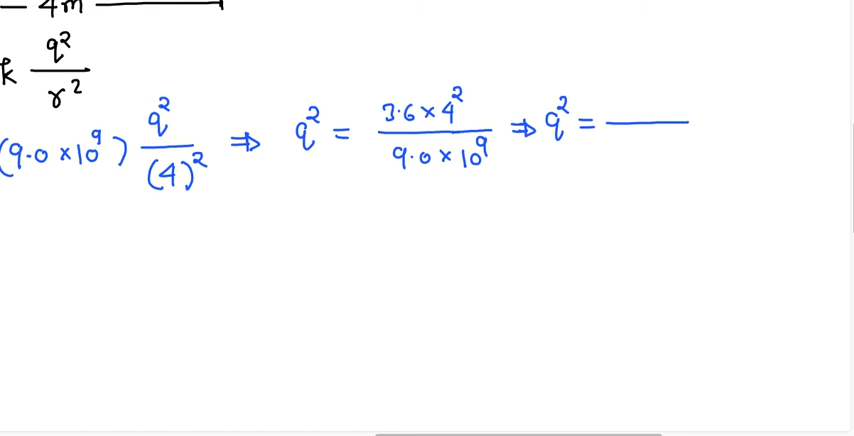 — 4m —
k q² / r²
(9.0 × 10⁹) q² / (4)² ⇒ q² = 3.6 × 4² / 9.0 × 10⁹ ⇒ q² = ——